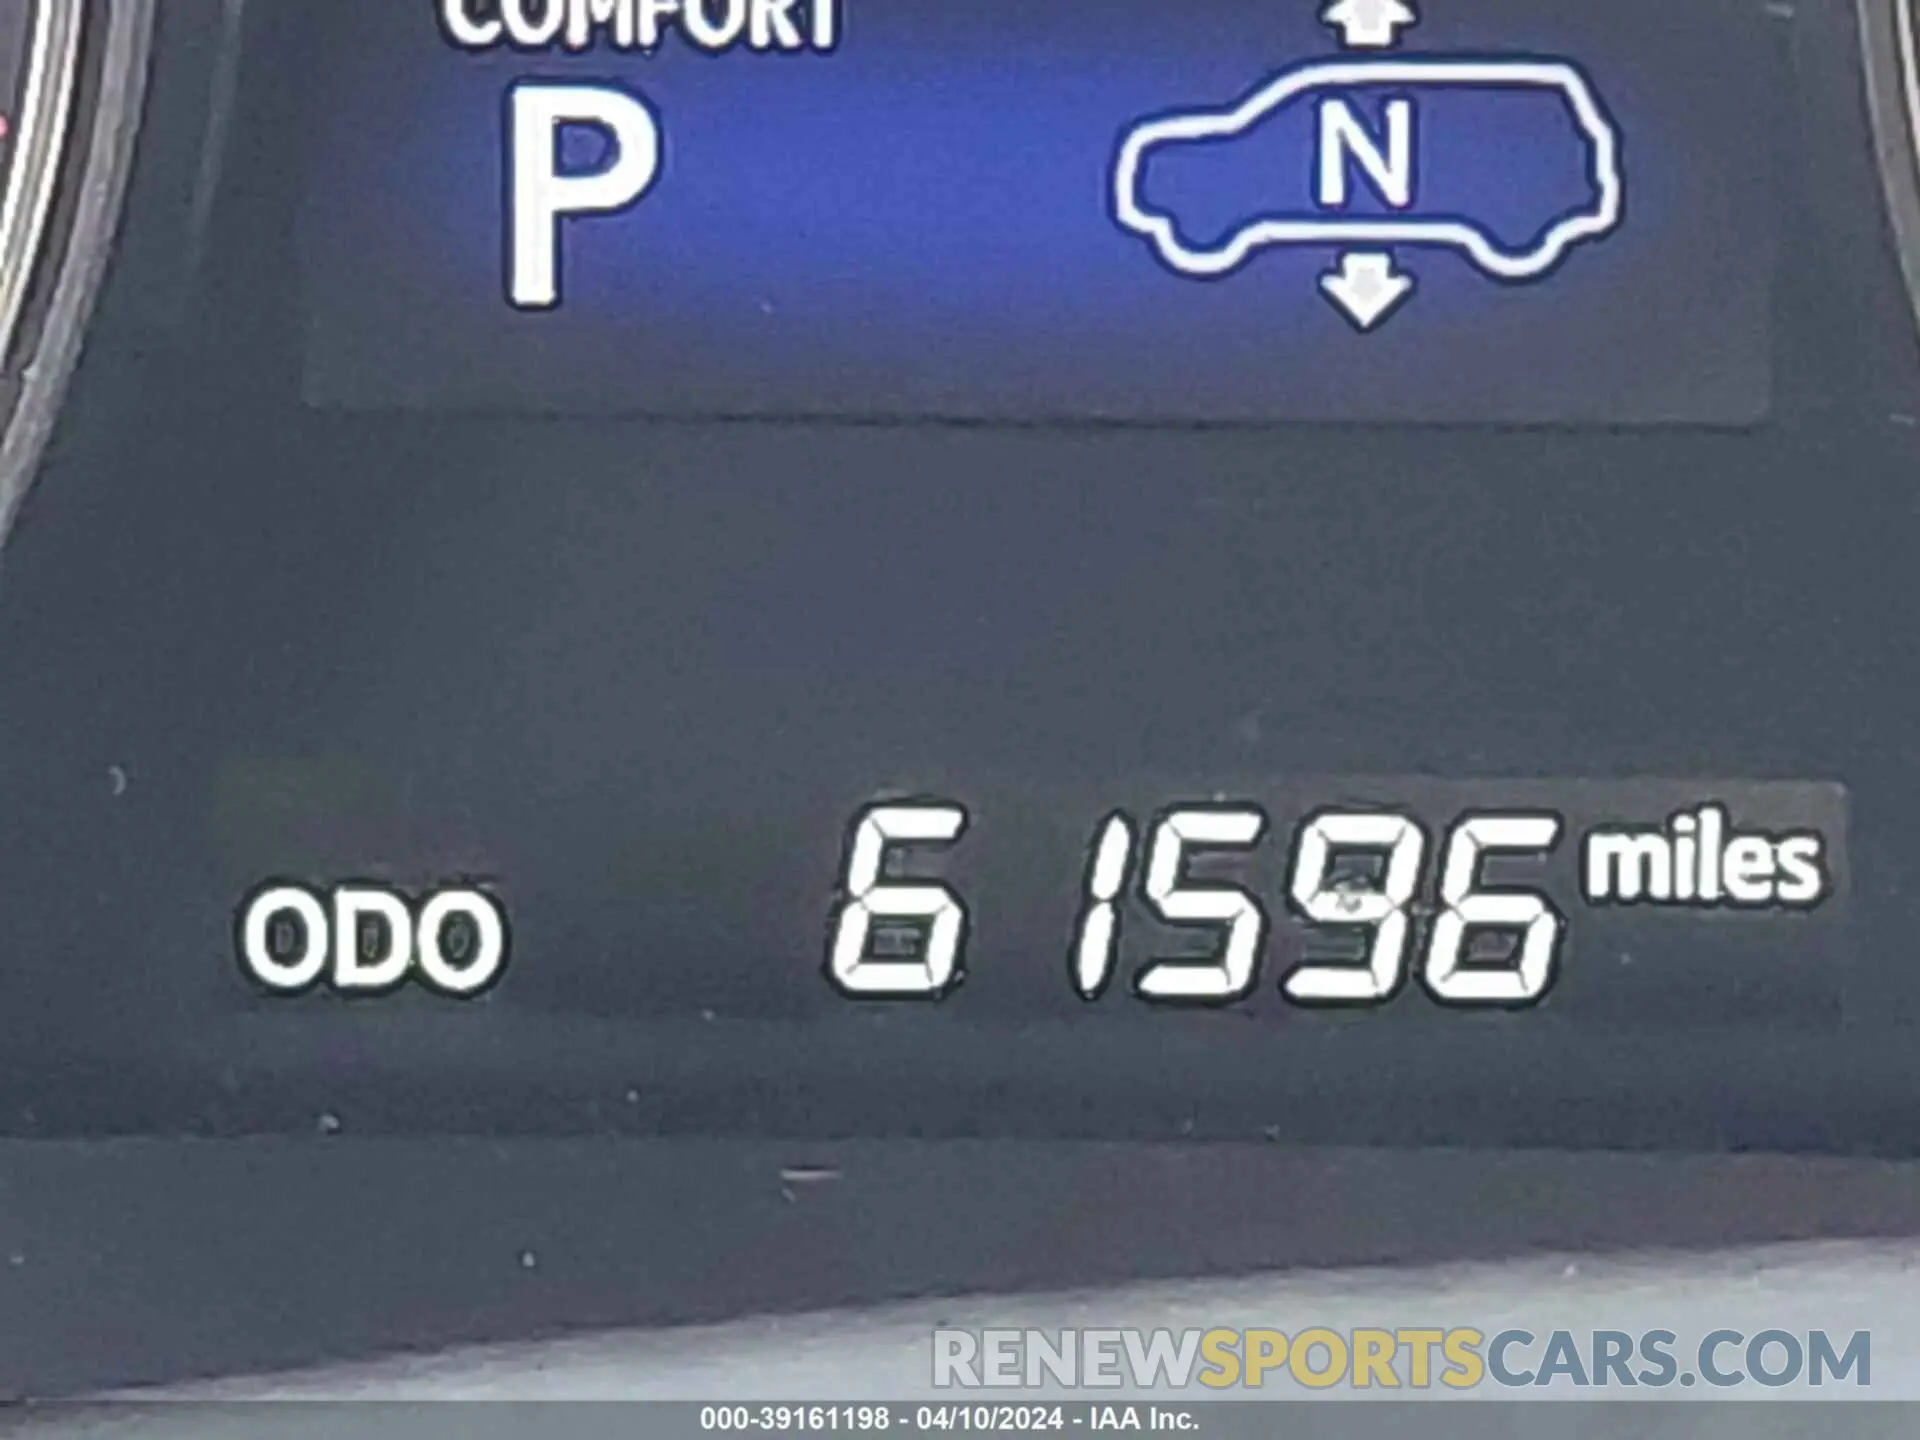 COMFORT
P
N
ODO 61596 miles
RENEWSPORTSCARS.COM
000-39161198 - 04/10/2024 - IAA Inc.